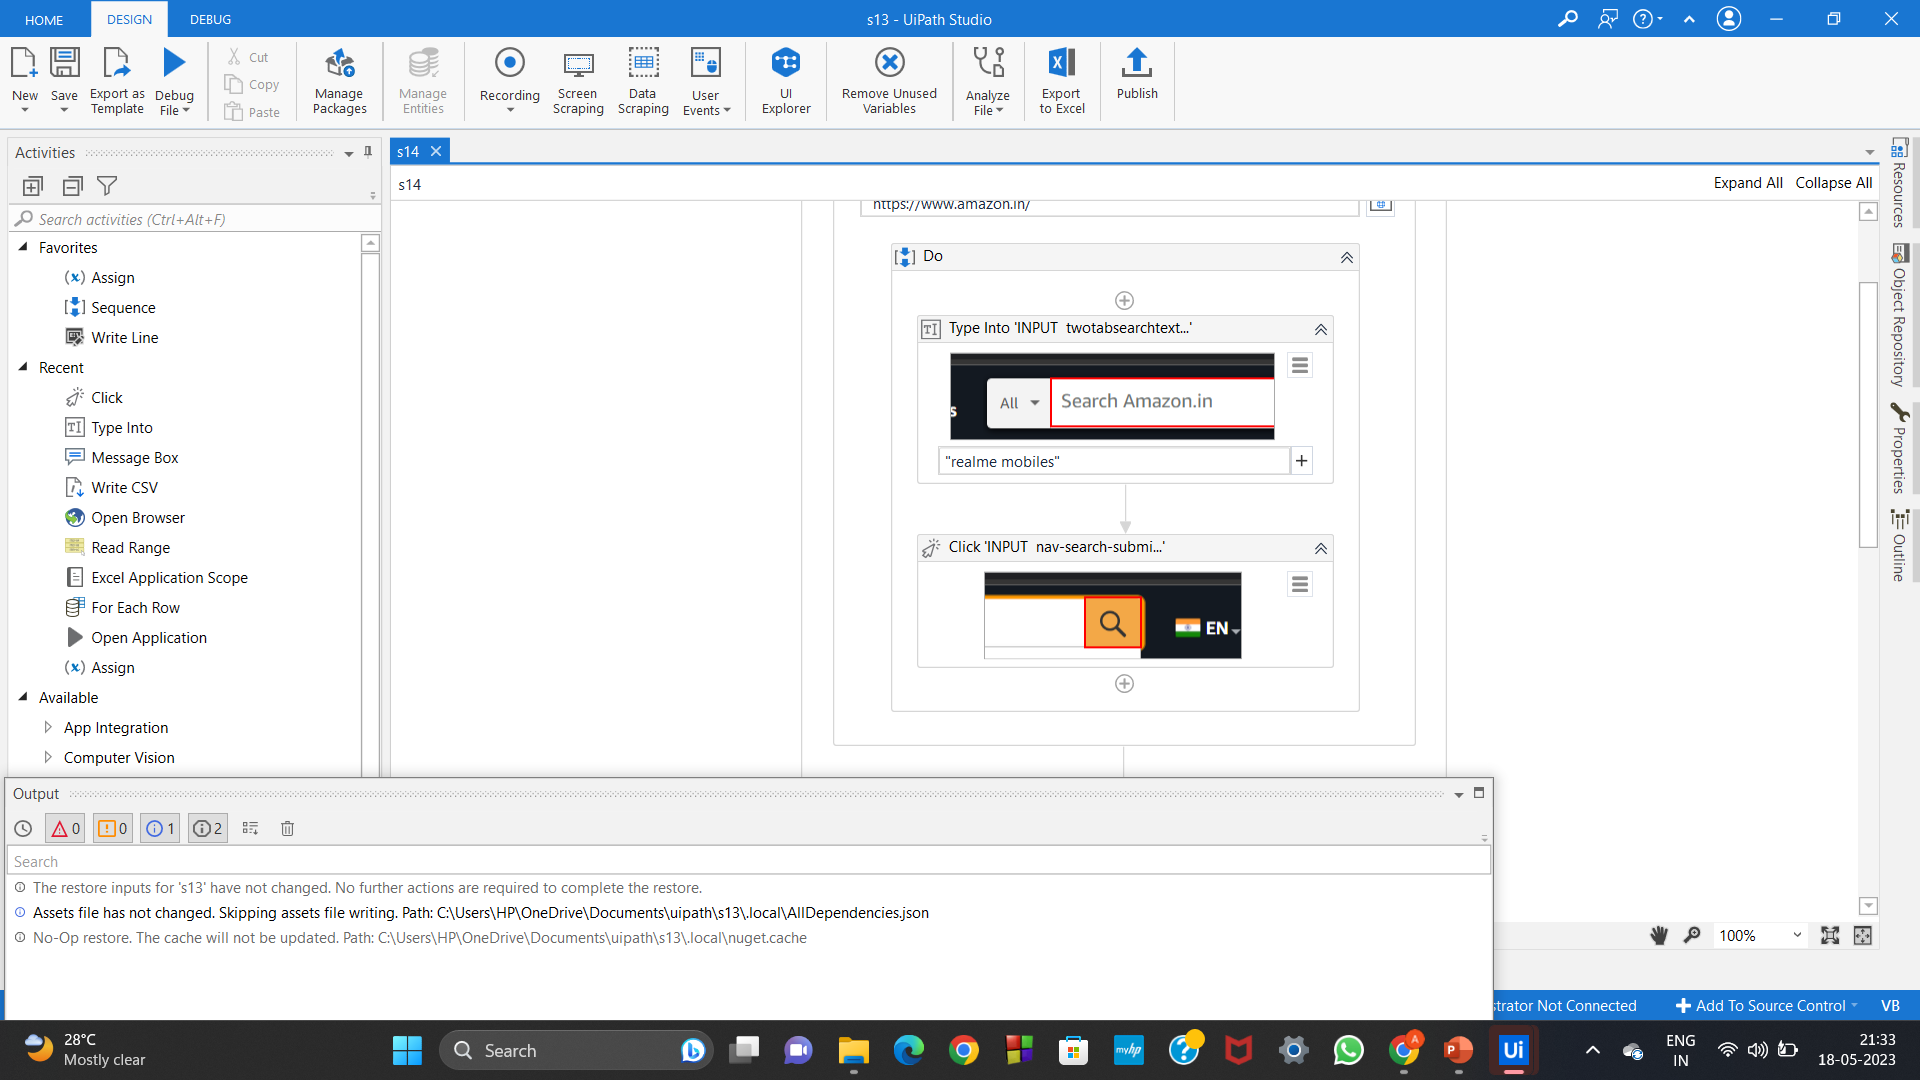 HOME
DESIGN
DEBUG
s13 - UiPath Studio
New
Save
Export as Template
Debug File
Cut
Copy
Paste
Manage Packages
Manage Entities
Recording
Screen Scraping
Data Scraping
User Events
UI Explorer
Remove Unused Variables
Analyze File
Export to Excel
Publish
Activities
Search activities (Ctrl+Alt+F)
Favorites
Assign
Sequence
Write Line
Recent
Click
Type Into
Message Box
Write CSV
Open Browser
Read Range
Excel Application Scope
For Each Row
Open Application
Assign
Available
App Integration
Computer Vision
s14
s14
Expand All
Collapse All
https://www.amazon.in/
Do
Type Into 'INPUT twotabsearchtext...'
s
All
Search Amazon.in
"realme mobiles"
Click 'INPUT nav-search-submi...'
EN
Resources
Object Repository
Properties
Outline
Output
0
0
1
2
Search
The restore inputs for 's13' have not changed. No further actions are required to complete the restore.
Assets file has not changed. Skipping assets file writing. Path: C:\Users\HP\OneDrive\Documents\uipath\s13\.local\AllDependencies.json
No-Op restore. The cache will not be updated. Path: C:\Users\HP\OneDrive\Documents\uipath\s13\.local\nuget.cache
100%
strator Not Connected
Add To Source Control
VB
28°C
Mostly clear
Search
myhp
A
P
Ui
ENG
IN
21:33
18-05-2023